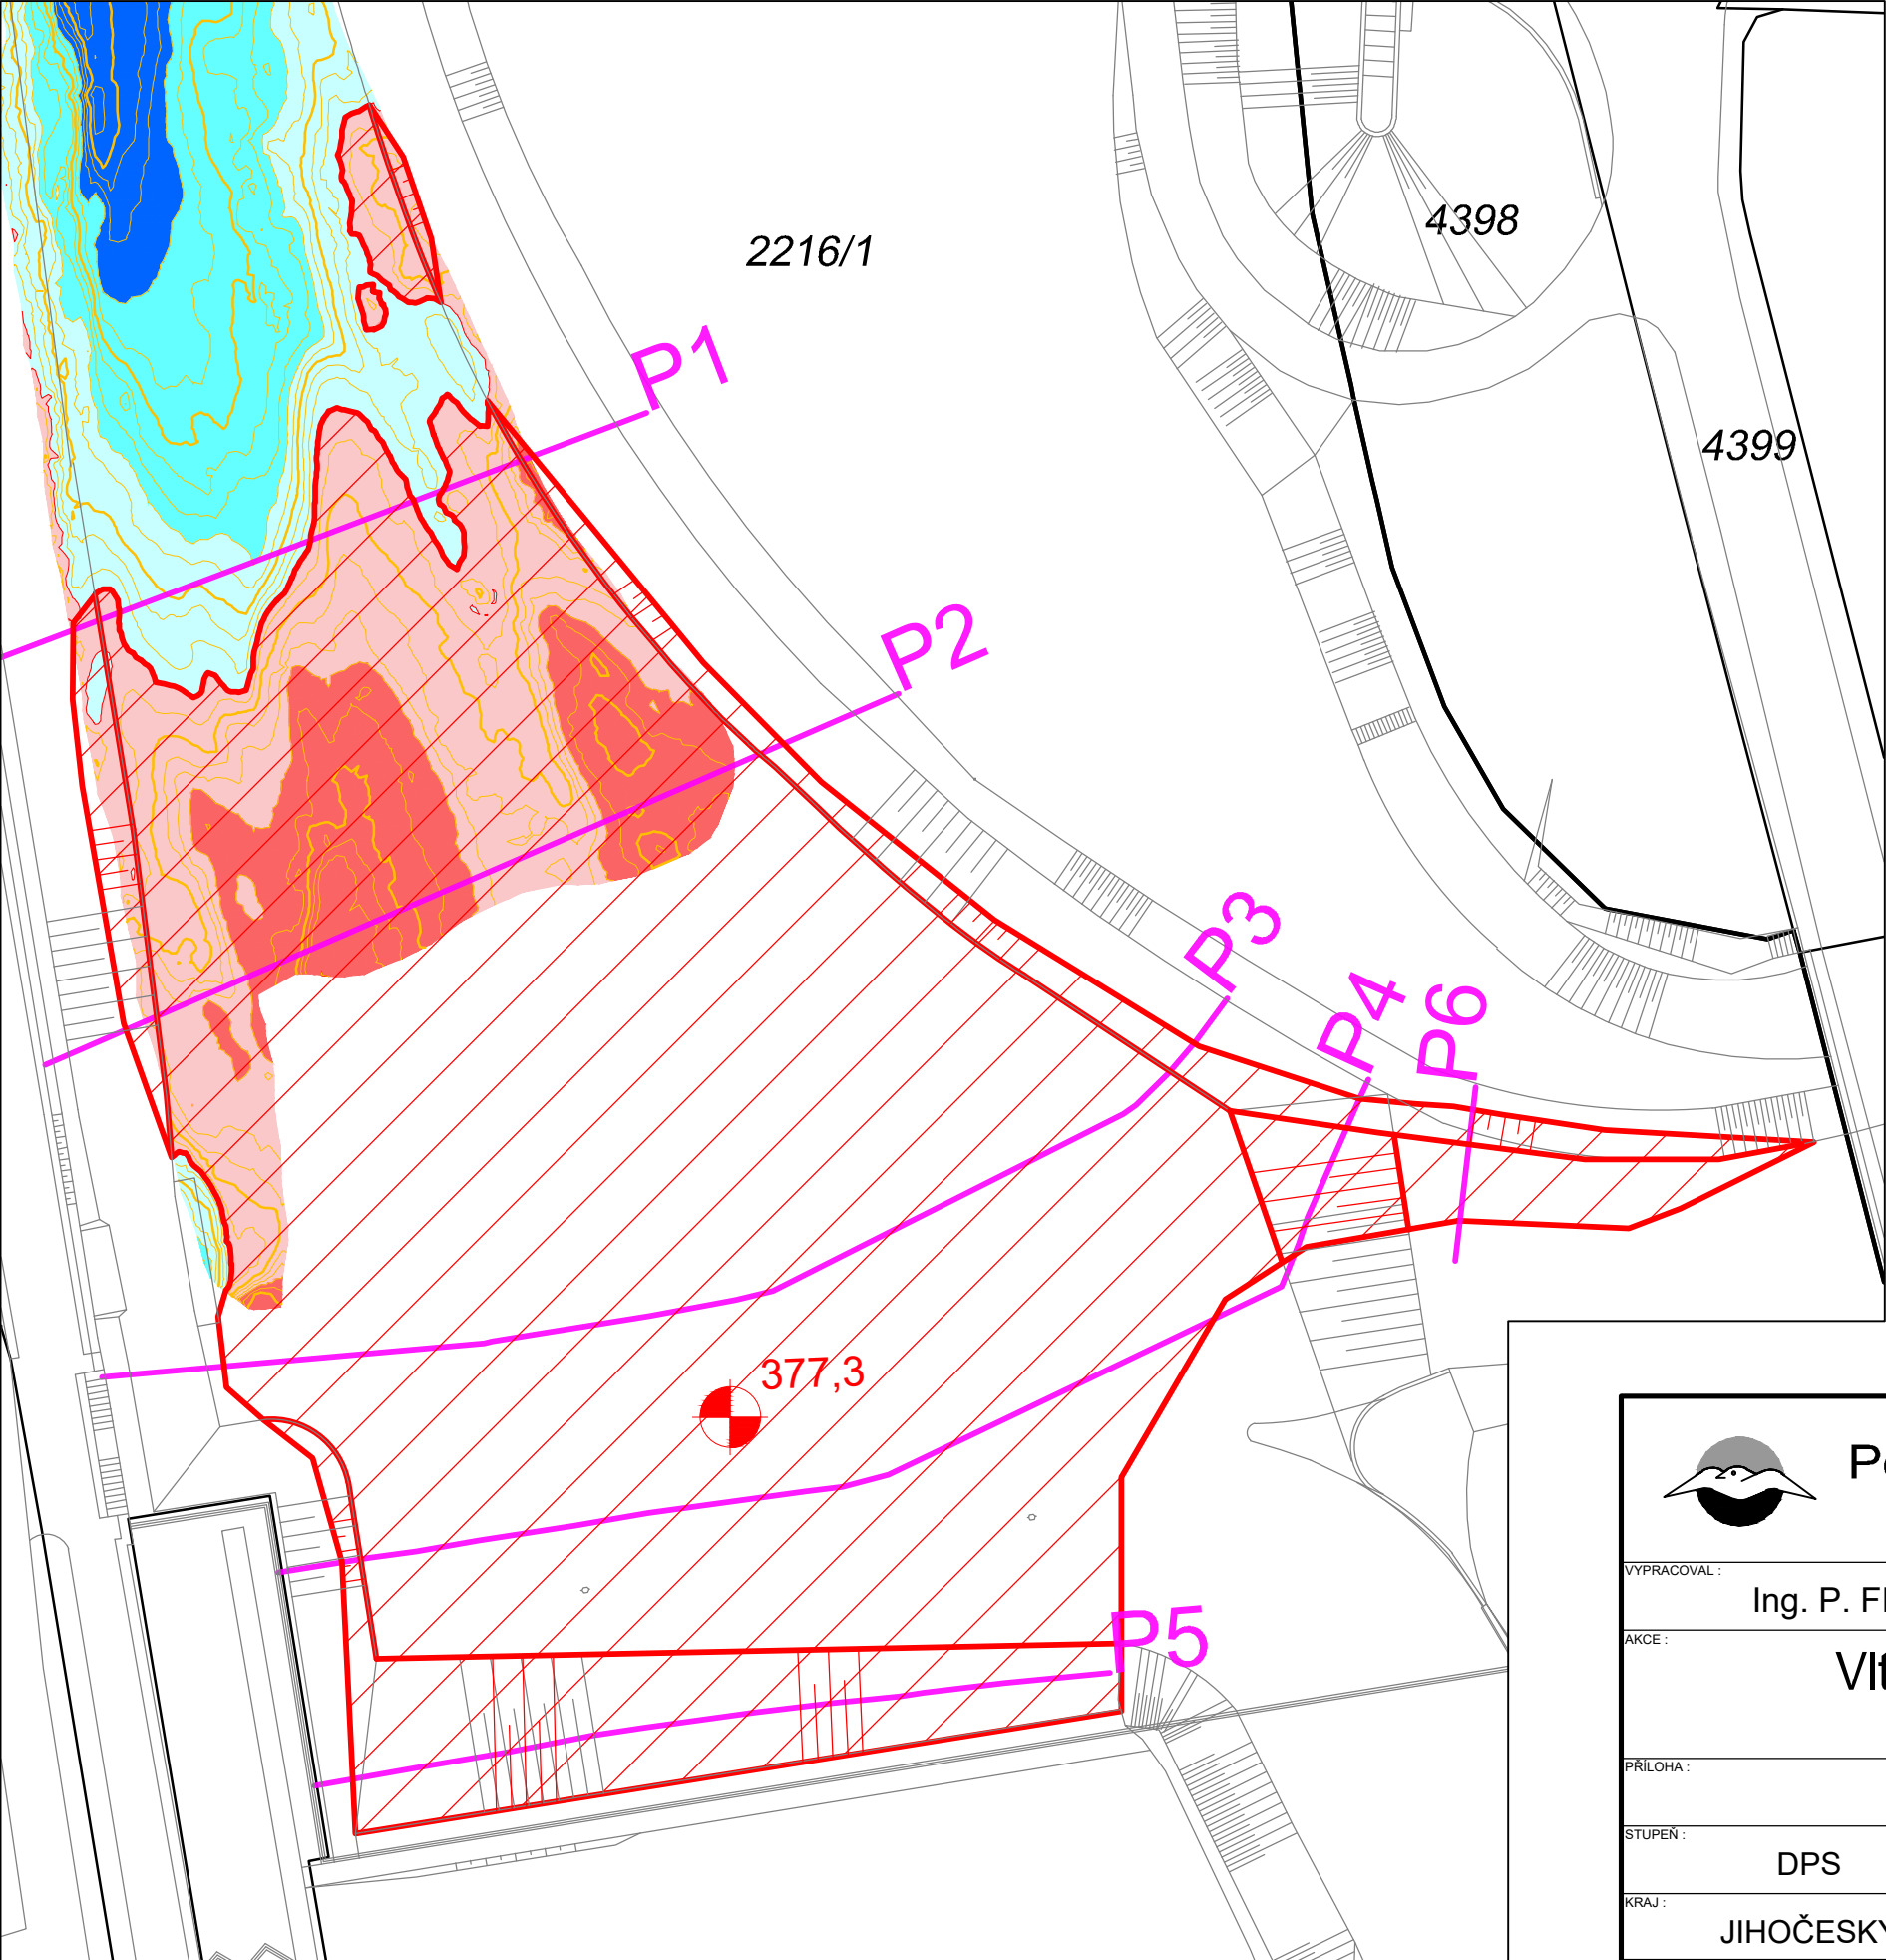 2216/1
4398
4399
P1
P2
P3
P4
P6
377,3
P5
VYPRACOVAL :
Ing. P.
AKCE :
PŘÍLOHA :
STUPEŇ :
DPS
KRAJ :
JIHOČESKÝ